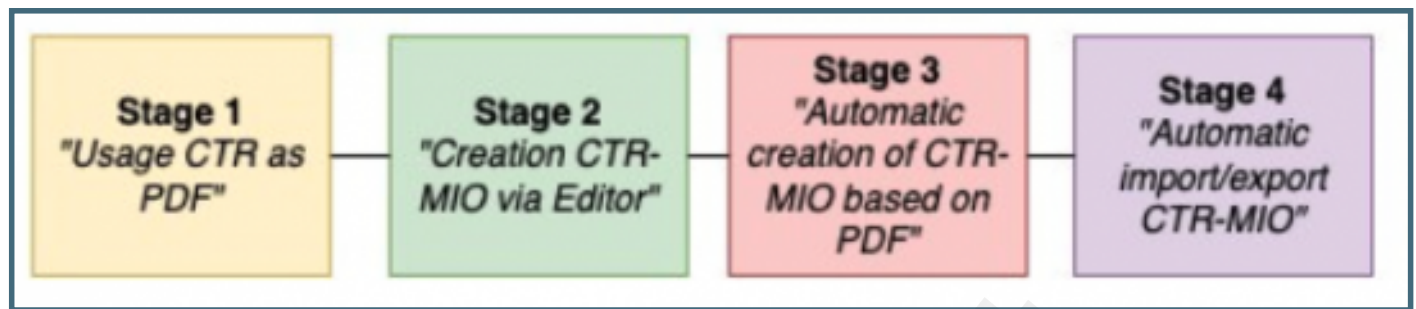 Stage 1
"Usage CTR as
PDF"
Stage 2
"Creation CTR-
MIO via Editor"
Stage 3
"Automatic
creation of CTR-
MIO based on
PDF"
Stage 4
"Automatic
import/export
CTR-MIO"